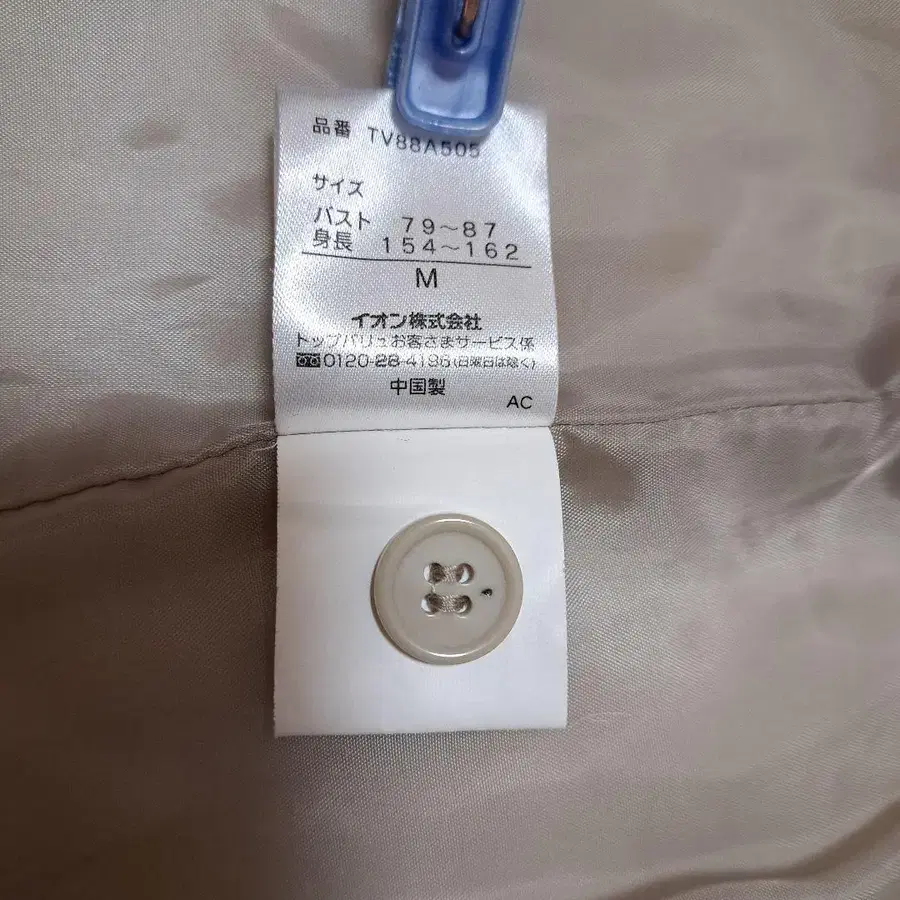 品番 TV88A505
サイズ
バスト 79～87
身長 154～162
M
イオン株式会社
トップバリュお客さまサービス係
0120-28-4196(日曜日は除く)
中国製
AC